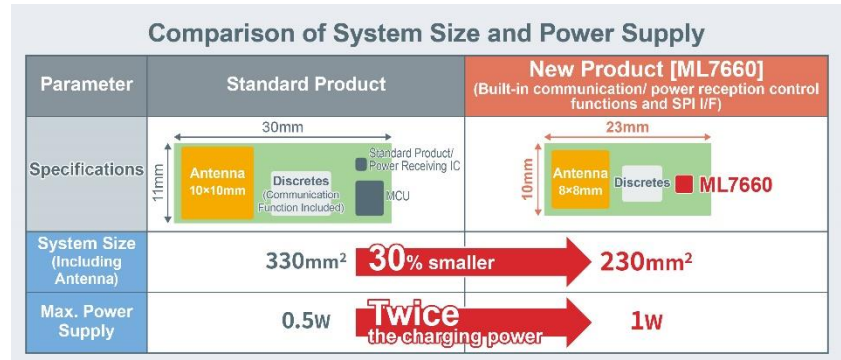 Comparison of System Size and Power Supply
Parameter
Standard Product
New Product [ML7660]
(Built-in communication/ power reception control
functions and SPI I/F)
Specifications
30mm
11mm
Antenna
10×10mm
Discretes
(Communication
Function Included)
Standard Product/
Power Receiving IC
MCU
23mm
10mm
Antenna
8×8mm
Discretes
ML7660
System Size
(Including
Antenna)
330mm²
30% smaller
230mm²
Max. Power
Supply
0.5W
Twice
the charging power
1W